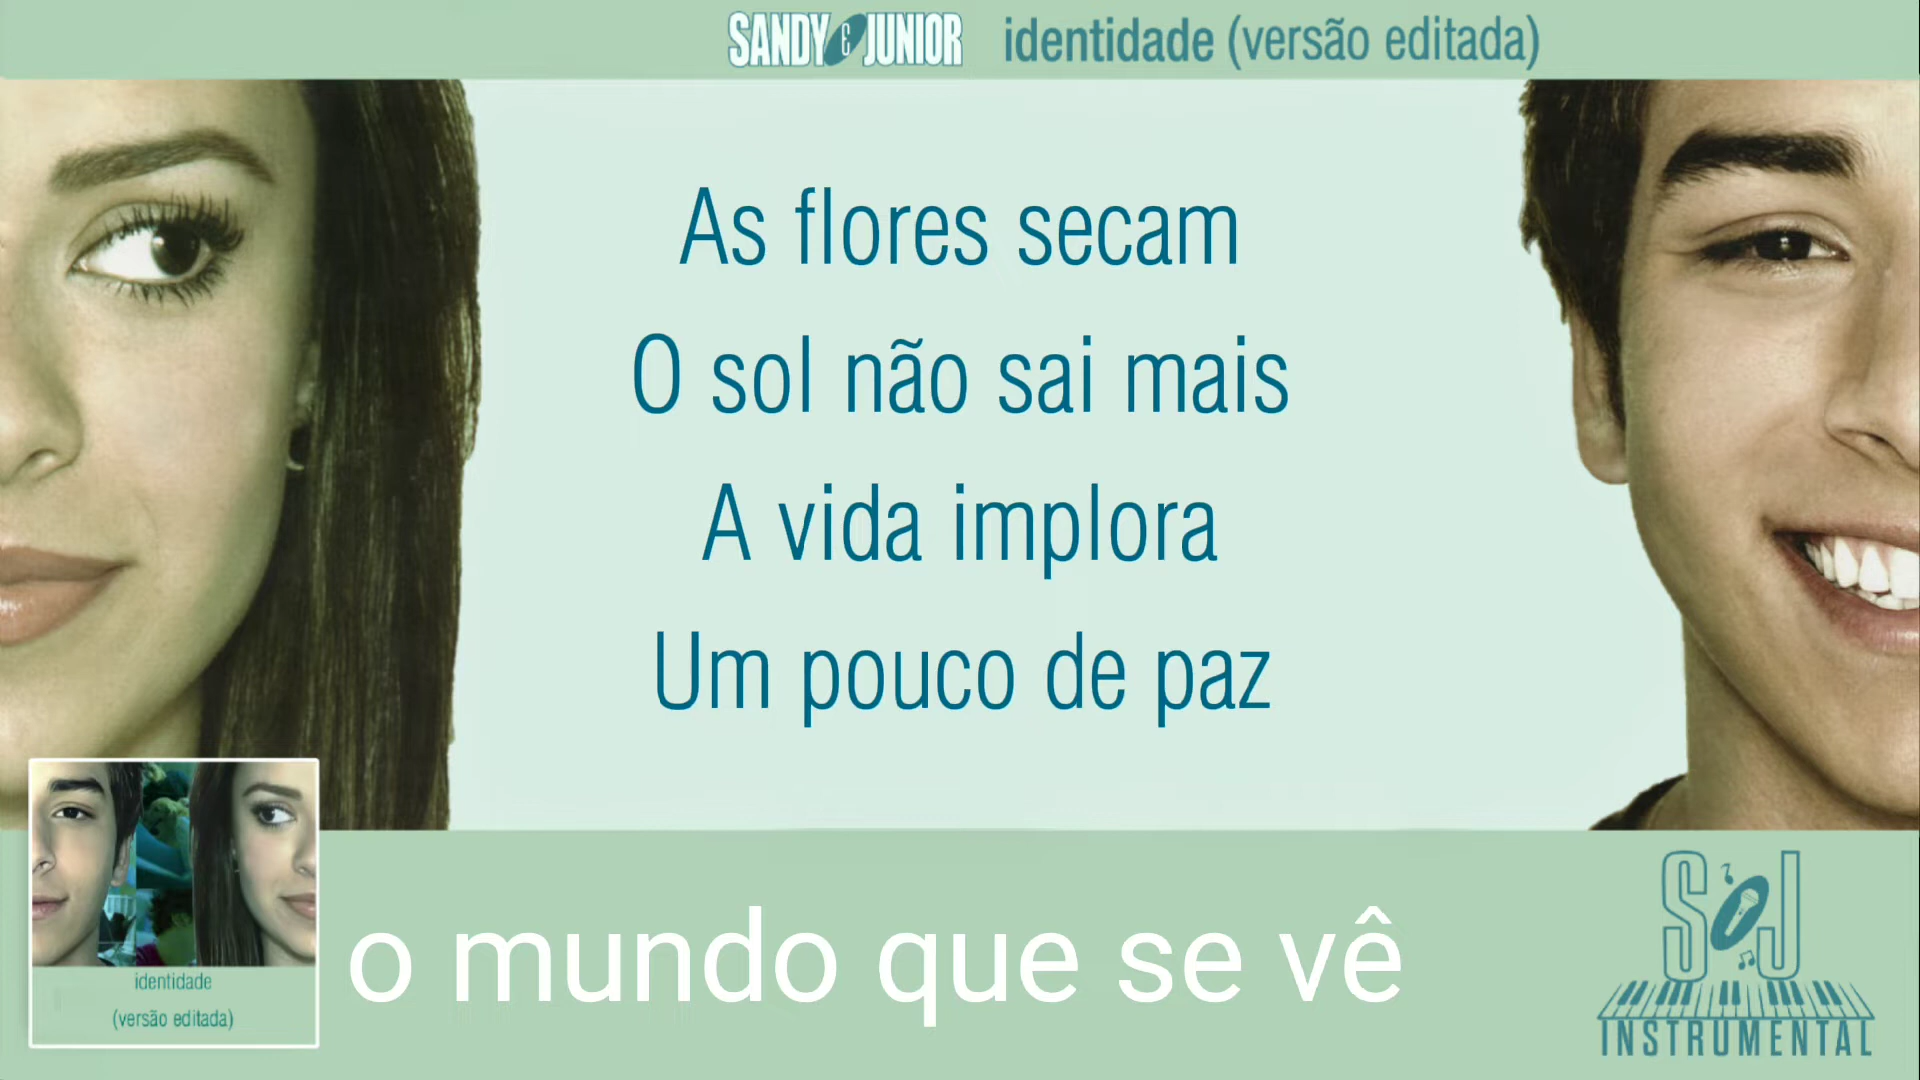 SANDY & JUNIOR identidade (versão editada)
As flores secam
O sol não sai mais
A vida implora
Um pouco de paz
identidade
(versão editada)
o mundo que se vê
S J
INSTRUMENTAL